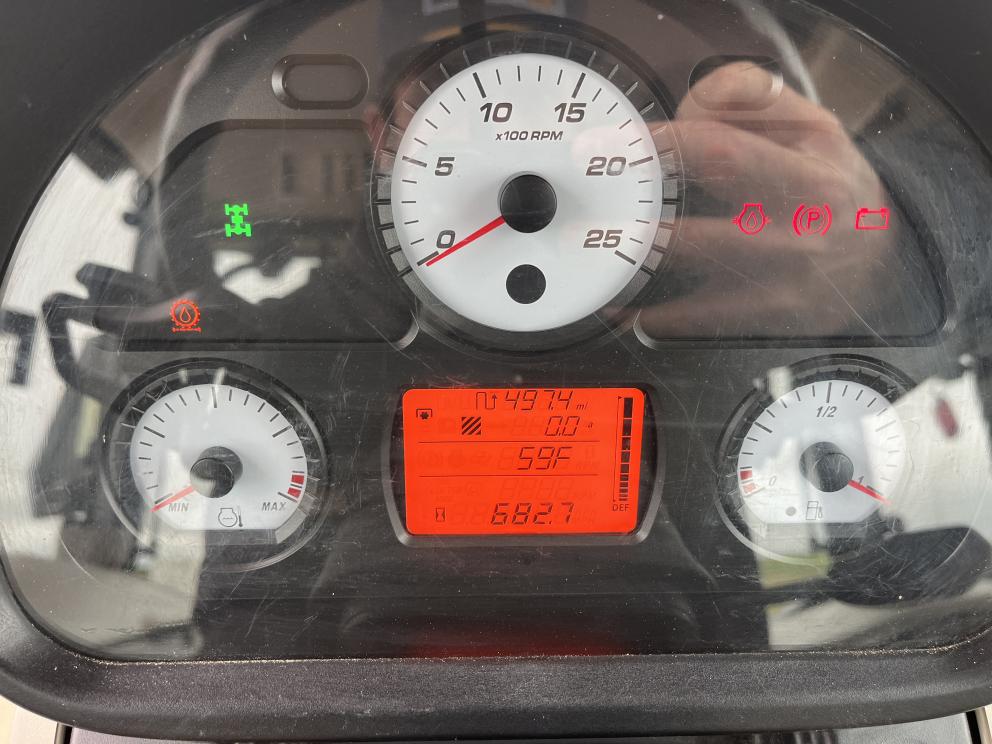 10 15
x100 RPM
5 20
0 25
P
497.4 mi
0.0 a
59F
682.7
DEF
MIN MAX
1/2
0 1